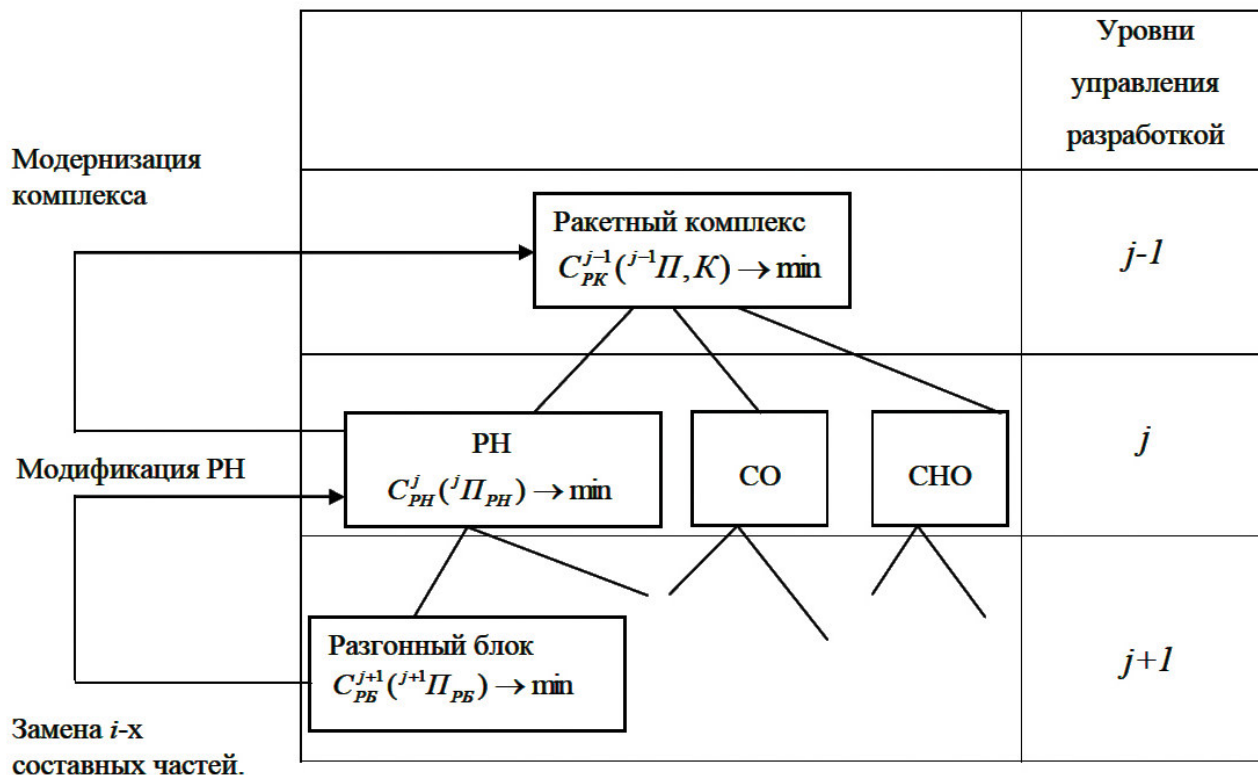 Уровни
управления
разработкой
Модернизация
комплекса
Ракетный комплекс
C_{РК}^{j-1}(^{j-1}П, К) → min
j-1
РН
C_{РН}^{j}(^{j}П_{РН}) → min
СО
СНО
j
Модификация РН
Разгонный блок
C_{РБ}^{j+1}(^{j+1}П_{РБ}) → min
j+1
Замена i-х
составных частей.